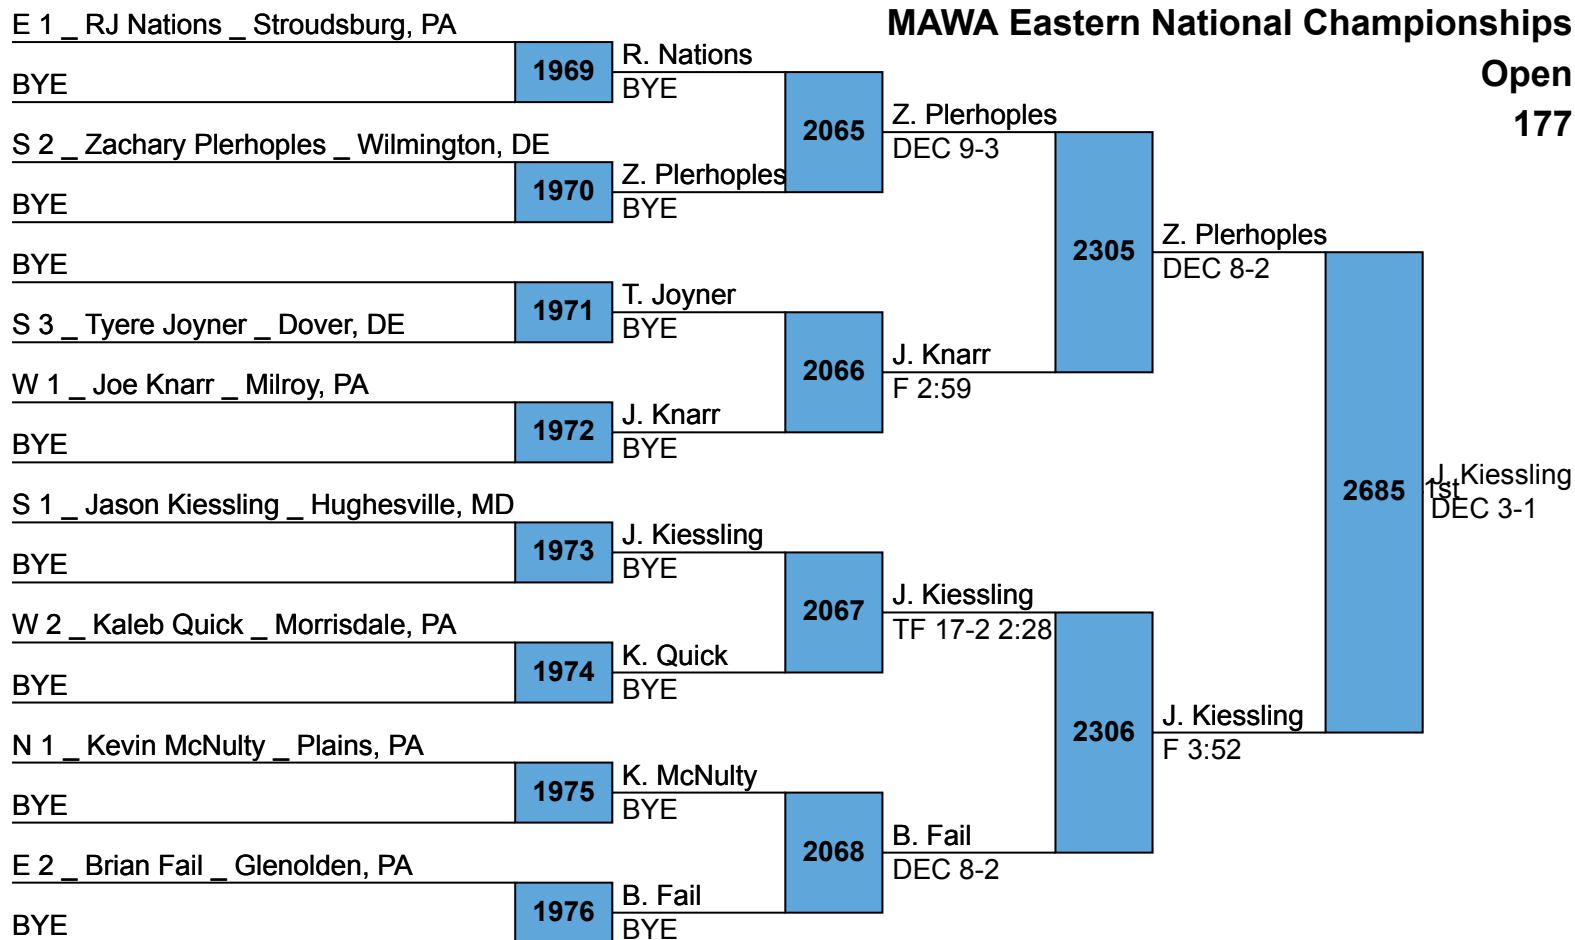 MAWA Eastern National Championships
Open
177
E 1 _ RJ Nations _ Stroudsburg, PA
BYE
S 2 _ Zachary Plerhoples _ Wilmington, DE
BYE
BYE
S 3 _ Tyere Joyner _ Dover, DE
W 1 _ Joe Knarr _ Milroy, PA
BYE
S 1 _ Jason Kiessling _ Hughesville, MD
BYE
W 2 _ Kaleb Quick _ Morrisdale, PA
BYE
N 1 _ Kevin McNulty _ Plains, PA
BYE
E 2 _ Brian Fail _ Glenolden, PA
BYE
1969
1970
1971
1972
1973
1974
1975
1976
R. Nations
BYE
Z. Plerhoples
BYE
T. Joyner
BYE
J. Knarr
BYE
J. Kiessling
BYE
K. Quick
BYE
K. McNulty
BYE
B. Fail
BYE
2065
2066
2067
2068
Z. Plerhoples
DEC 9-3
J. Knarr
F 2:59
J. Kiessling
TF 17-2 2:28
B. Fail
DEC 8-2
2305
2306
Z. Plerhoples
DEC 8-2
J. Kiessling
F 3:52
2685
J. Kiessling
1st
DEC 3-1